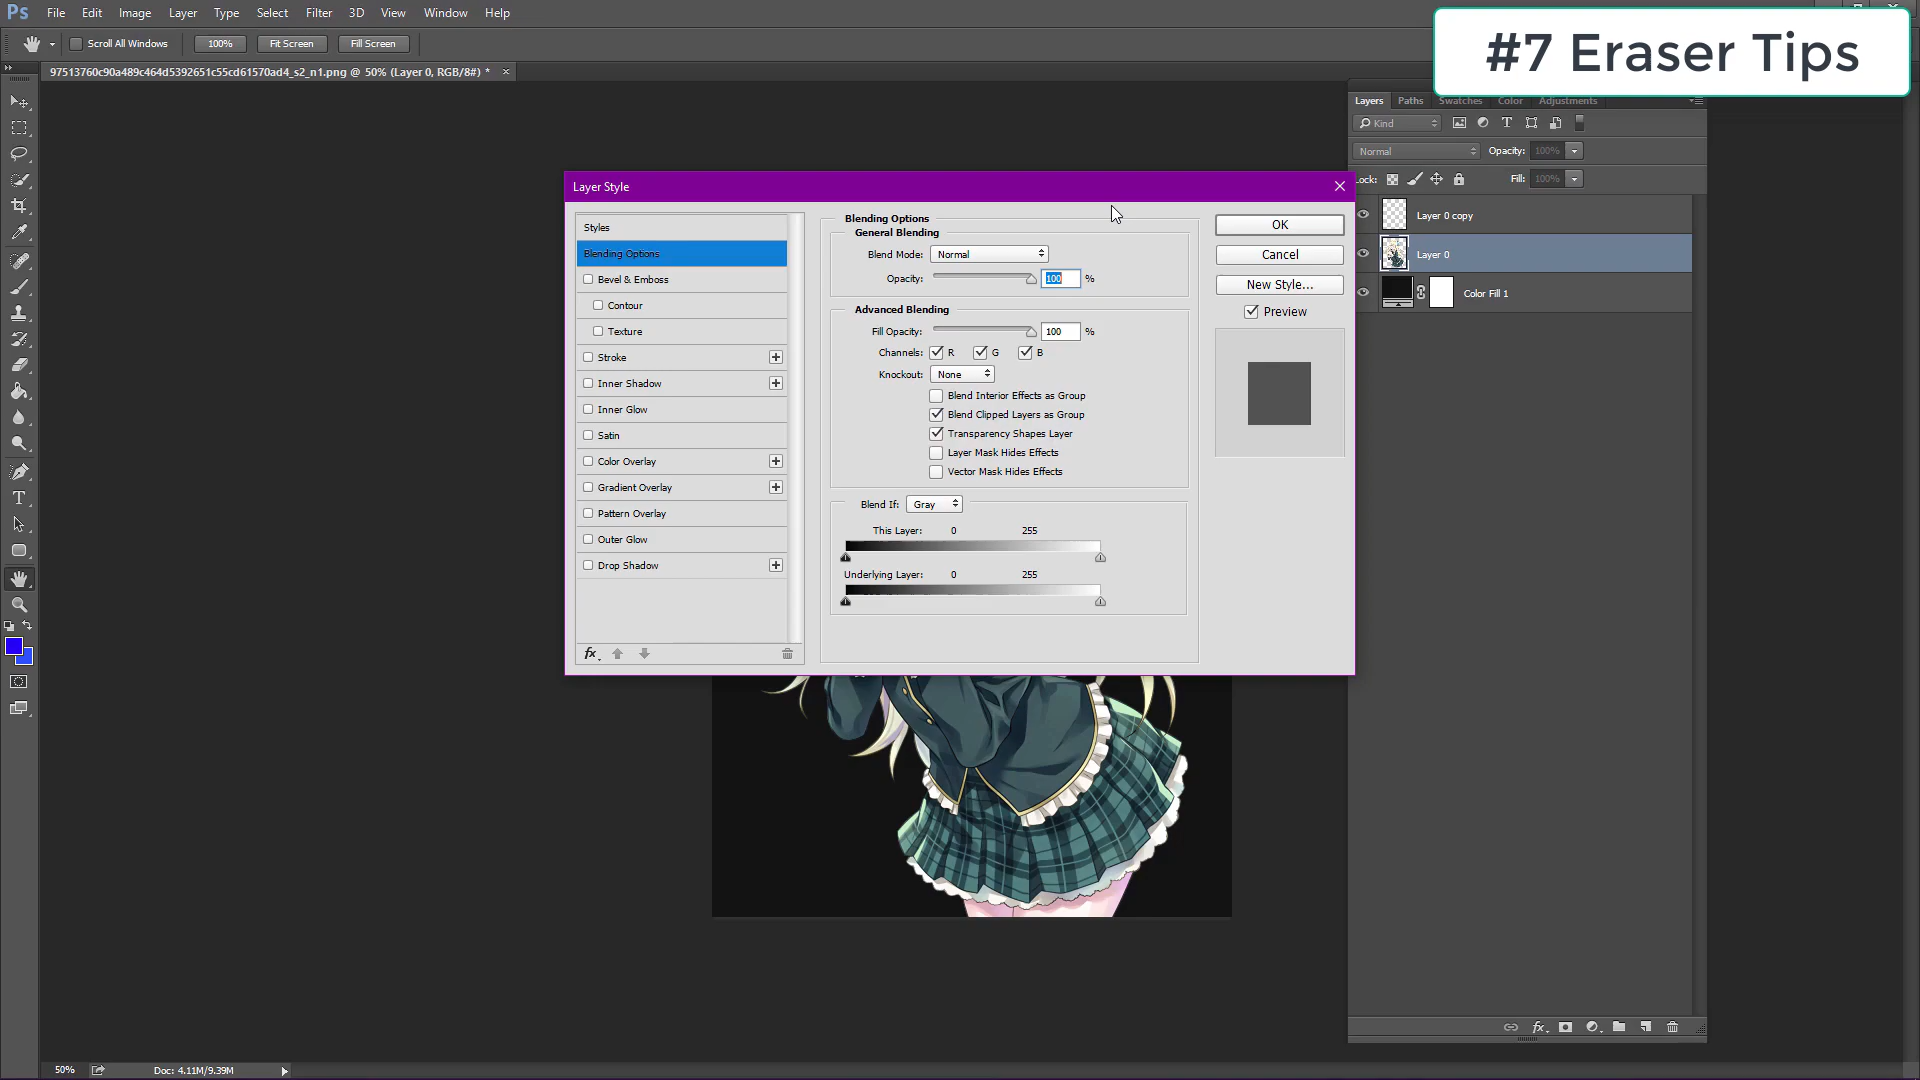 Ps File Edit Image Layer Type Select Filter 3D View Window Help
#7 Eraser Tips
Scroll All Windows 100% Fit Screen Fill Screen
97513760c90a489c464d5392651c55cd61570ad4_s2_n1.png @ 50% (Layer 0, RGB/8#) * ×
Layers Paths Swatches Color Adjustments
Kind
Normal Opacity: 100%
Lock: Fill: 100%
Layer 0 copy
Layer 0
Color Fill 1
Layer Style
Styles
Blending Options
Bevel & Emboss
Contour
Texture
Stroke
Inner Shadow
Inner Glow
Satin
Color Overlay
Gradient Overlay
Pattern Overlay
Outer Glow
Drop Shadow
fx
Blending Options
General Blending
Blend Mode: Normal
Opacity: 100 %
Advanced Blending
Fill Opacity: 100 %
Channels: R G B
Knockout: None
Blend Interior Effects as Group
Blend Clipped Layers as Group
Transparency Shapes Layer
Layer Mask Hides Effects
Vector Mask Hides Effects
Blend If: Gray
This Layer: 0 255
Underlying Layer: 0 255
OK
Cancel
New Style...
Preview
fx
50% Doc: 4.11M/9.39M